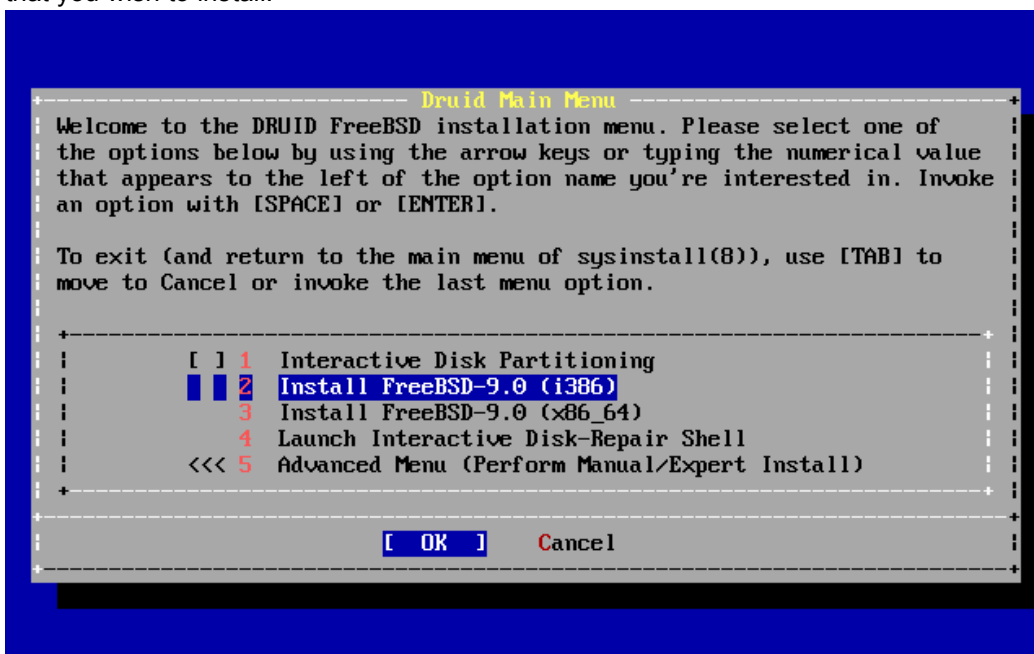 that you wish to install.
Druid Main Menu
Welcome to the DRUID FreeBSD installation menu. Please select one of
the options below by using the arrow keys or typing the numerical value
that appears to the left of the option name you're interested in. Invoke
an option with [SPACE] or [ENTER].
To exit (and return to the main menu of sysinstall(8)), use [TAB] to
move to Cancel or invoke the last menu option.
[ ] 1 Interactive Disk Partitioning
2 Install FreeBSD-9.0 (i386)
3 Install FreeBSD-9.0 (x86_64)
4 Launch Interactive Disk-Repair Shell
<<< 5 Advanced Menu (Perform Manual/Expert Install)
[ OK ] Cancel